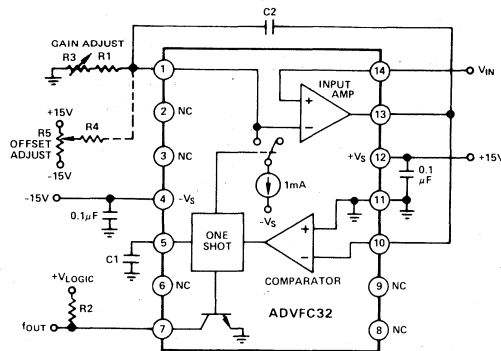 C2
GAIN ADJUST
R3 R1
1
14
VIN
INPUT
AMP
+
−
13
2
NC
+15V
R5
OFFSET
ADJUST
R4
-15V
3
NC
+VS
12
+15V
0.1
µF
1mA
-VS
-15V
4
-VS
0.1µF
11
5
ONE
SHOT
+
−
10
COMPARATOR
C1
6
NC
9
NC
+VLOGIC
R2
ADVFC32
fOUT
7
8
NC